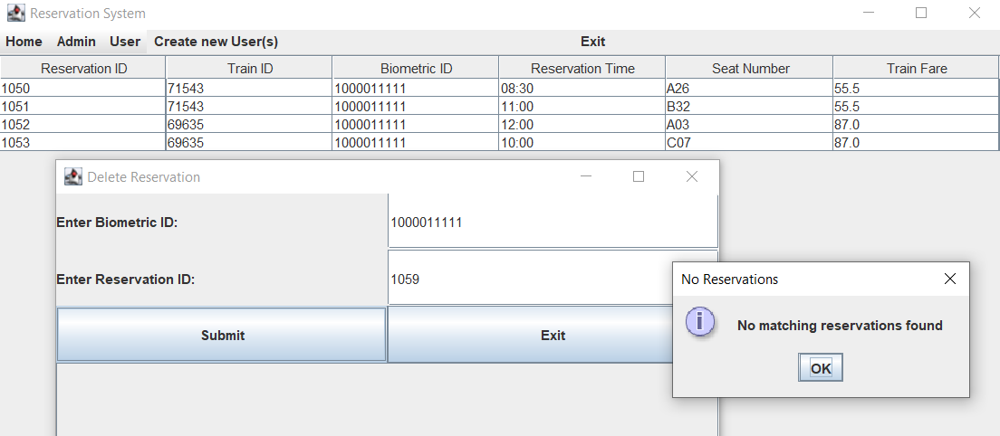 Reservation System
Home Admin User Create new User(s) Exit
Reservation ID Train ID Biometric ID Reservation Time Seat Number Train Fare
1050 71543 1000011111 08:30 A26 55.5
1051 71543 1000011111 11:00 B32 55.5
1052 69635 1000011111 12:00 A03 87.0
1053 69635 1000011111 10:00 C07 87.0
Delete Reservation
Enter Biometric ID: 1000011111
Enter Reservation ID: 1059
Submit Exit
No Reservations
No matching reservations found
OK